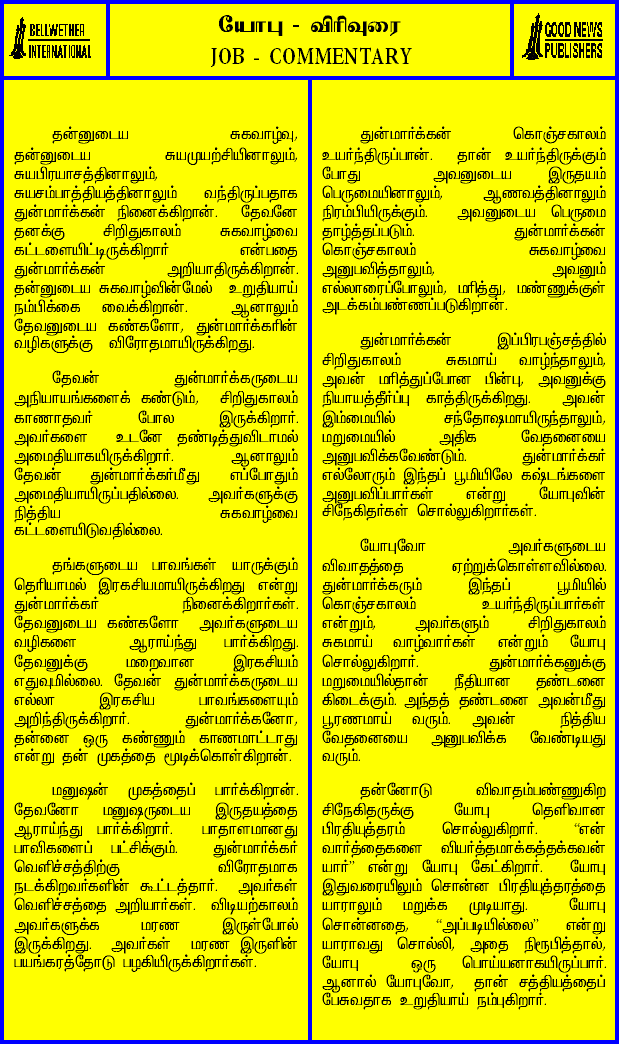 BELLWETHER
INTERNATIONAL
யோபு - விரிவுரை
JOB - COMMENTARY
GOOD NEWS
PUBLISHERS
தன்னுடைய சுகவாழ்வு,
தன்னுடைய சுயமுயற்சியினாலும்,
சுயபிரயாசத்தினாலும்,
சுயசம்பாத்தியத்தினாலும் வந்திருப்பதாக
துன்மார்க்கன் நினைக்கிறான். தேவனே
தனக்கு சிறிதுகாலம் சுகவாழ்வை
கட்டளையிட்டிருக்கிறார் என்பதை
துன்மார்க்கன் அறியாதிருக்கிறான்.
தன்னுடைய சுகவாழ்வின்மேல் உறுதியாய்
நம்பிக்கை வைக்கிறான். ஆனாலும்
தேவனுடைய கண்களோ, துன்மார்க்கரின்
வழிகளுக்கு விரோதமாயிருக்கிறது.
தேவன் துன்மார்க்கருடைய
அநியாயங்களைக் கண்டும், சிறிதுகாலம்
காணாதவர் போல இருக்கிறார்.
அவர்களை உடனே தண்டித்துவிடாமல்
அமைதியாகயிருக்கிறார். ஆனாலும்
தேவன் துன்மார்க்கர்மீது எப்போதும்
அமைதியாயிருப்பதில்லை. அவர்களுக்கு
நித்திய சுகவாழ்வை
கட்டளையிடுவதில்லை.
தங்களுடைய பாவங்கள் யாருக்கும்
தெரியாமல் இரகசியமாயிருக்கிறது என்று
துன்மார்க்கர் நினைக்கிறார்கள்.
தேவனுடைய கண்களோ அவர்களுடைய
வழிகளை ஆராய்ந்து பார்க்கிறது.
தேவனுக்கு மறைவான இரகசியம்
எதுவுமில்லை. தேவன் துன்மார்க்கருடைய
எல்லா இரகசிய பாவங்களையும்
அறிந்திருக்கிறார். துன்மார்க்கனோ,
தன்னை ஒரு கண்ணும் காணமாட்டாது
என்று தன் முகத்தை மூடிக்கொள்கிறான்.
மனுஷன் முகத்தைப் பார்க்கிறான்.
தேவனோ மனுஷருடைய இருதயத்தை
ஆராய்ந்து பார்க்கிறார். பாதாளமானது
பாவிகளைப் பட்சிக்கும். துன்மார்க்கர்
வெளிச்சத்திற்கு விரோதமாக
நடக்கிறவர்களின் கூட்டத்தார். அவர்கள்
வெளிச்சத்தை அறியார்கள். விடியற்காலம்
அவர்களுக்க மரண இருள்போல்
இருக்கிறது. அவர்கள் மரண இருளின்
பயங்கரத்தோடு பழகியிருக்கிறார்கள்.
துன்மார்க்கன் கொஞ்சகாலம்
உயர்ந்திருப்பான். தான் உயர்ந்திருக்கும்
போது அவனுடைய இருதயம்
பெருமையினாலும், ஆணவத்தினாலும்
நிரம்பியிருக்கும். அவனுடைய பெருமை
தாழ்த்தப்படும். துன்மார்க்கன்
கொஞ்சகாலம் சுகவாழ்வை
அனுபவித்தாலும், அவனும்
எல்லாரைப்போலும், மரித்து, மண்ணுக்குள்
அடக்கம்பண்ணப்படுகிறான்.
துன்மார்க்கன் இப்பிரபஞ்சத்தில்
சிறிதுகாலம் சுகமாய் வாழ்ந்தாலும்,
அவன் மரித்துப்போன பின்பு, அவனுக்கு
நியாயத்தீர்ப்பு காத்திருக்கிறது. அவன்
இம்மையில் சந்தோஷமாயிருந்தாலும்,
மறுமையில் அதிக வேதனையை
அனுபவிக்கவேண்டும். துன்மார்க்கர்
எல்லோரும் இந்தப் பூமியிலே கஷ்டங்களை
அனுபவிப்பார்கள் என்று யோபுவின்
சிநேகிதர்கள் சொல்லுகிறார்கள்.
யோபுவோ அவர்களுடைய
விவாதத்தை ஏற்றுக்கொள்ளவில்லை.
துன்மார்க்கரும் இந்தப் பூமியில்
கொஞ்சகாலம் உயர்ந்திருப்பார்கள்
என்றும், அவர்களும் சிறிதுகாலம்
சுகமாய் வாழ்வார்கள் என்றும் யோபு
சொல்லுகிறார். துன்மார்க்கனுக்கு
மறுமையில்தான் நீதியான தண்டனை
கிடைக்கும். அந்தத் தண்டனை அவன்மீது
பூரணமாய் வரும். அவன் நித்திய
வேதனையை அனுபவிக்க வேண்டியது
வரும்.
தன்னோடு விவாதம்பண்ணுகிற
சிநேகிதருக்கு யோபு தெளிவான
பிரதியுத்தரம் சொல்லுகிறார். “என்
வார்த்தைகளை வியர்த்தமாக்கத்தக்கவன்
யார்” என்று யோபு கேட்கிறார். யோபு
இதுவரையிலும் சொன்ன பிரதியுத்தரத்தை
யாராலும் மறுக்க முடியாது. யோபு
சொன்னதை, “அப்படியில்லை” என்று
யாராவது சொல்லி, அதை நிரூபித்தால்,
யோபு ஒரு பொய்யனாகயிருப்பார்.
ஆனால் யோபுவோ, தான் சத்தியத்தைப்
பேசுவதாக உறுதியாய் நம்புகிறார்.